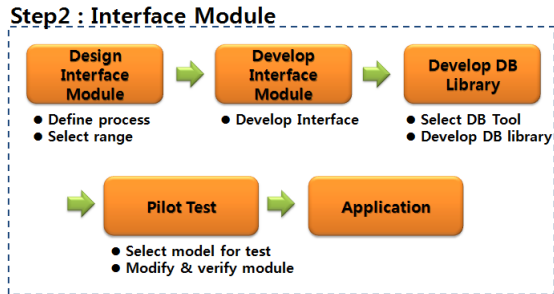 Step2 : Interface Module
Design
Interface
Module
Develop
Interface
Module
Develop DB
Library
● Define process
● Select range
● Develop Interface
● Select DB Tool
● Develop DB library
Pilot Test
Application
● Select model for test
● Modify & verify module